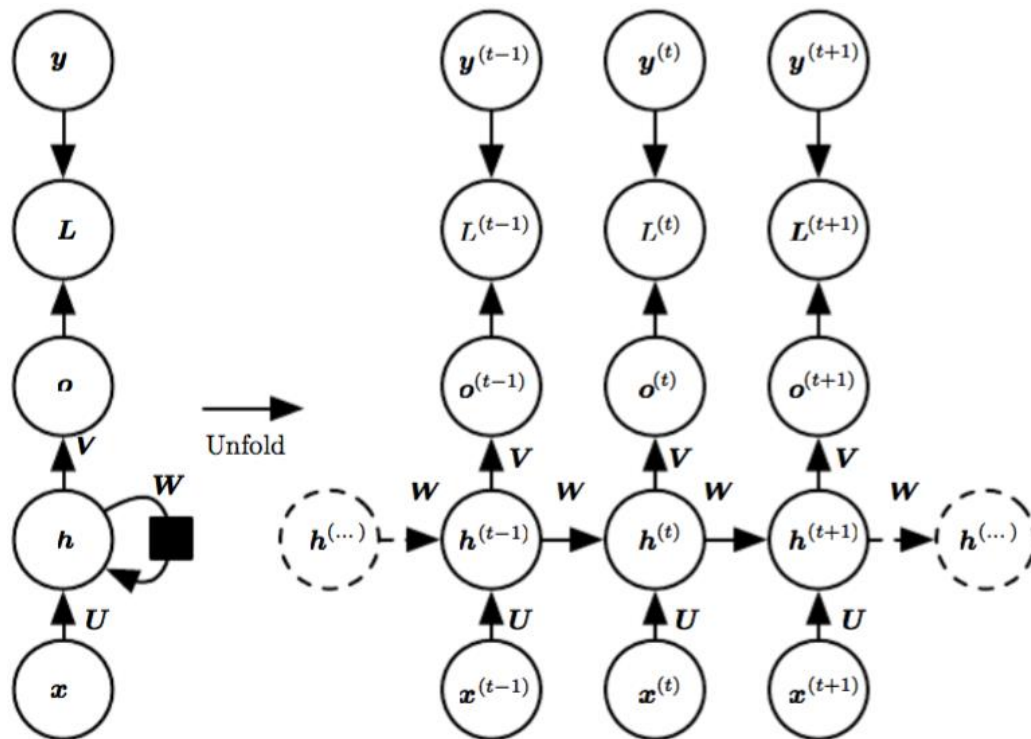 y y^(t−1) y^(t) y^(t+1)
L L^(t−1) L^(t) L^(t+1)
o o^(t−1) o^(t) o^(t+1)
Unfold
V V V V
W W W W W
h h^(...) h^(t−1) h^(t) h^(t+1) h^(...)
U U U U
x x^(t−1) x^(t) x^(t+1)